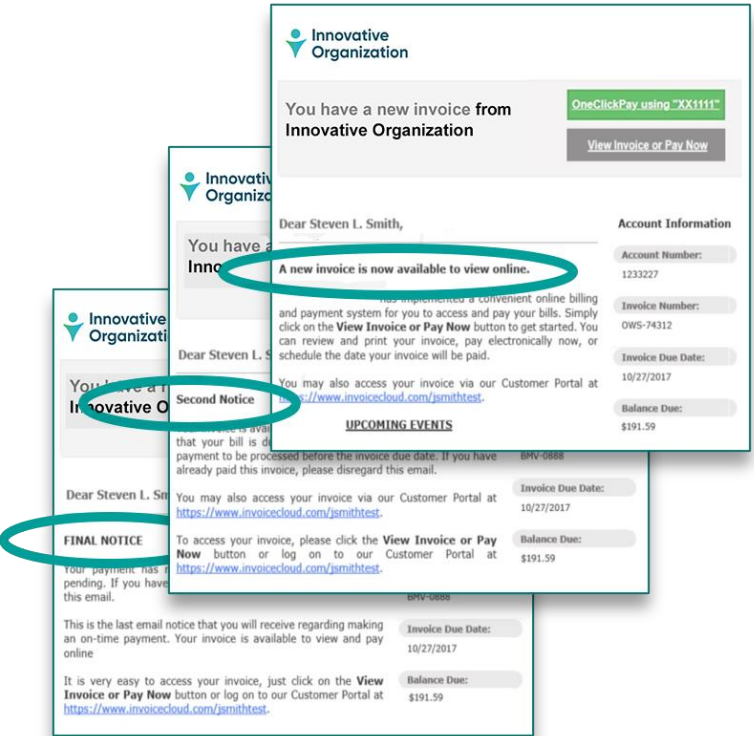 Innovative
Organization
You have a new invoice from
Innovative Organization
OneClickPay using "XX1111"
View Invoice or Pay Now
Dear Steven L. Smith,
A new invoice is now available to view online.
has implemented a convenient online billing
and payment system for you to access and pay your bills. Simply
click on the View Invoice or Pay Now button to get started. You
can review and print your invoice, pay electronically now, or
schedule the date your invoice will be paid.
You may also access your invoice via our Customer Portal at
https://www.invoicecloud.com/jsmithtest.
UPCOMING EVENTS
Account Information
Account Number:
1233227
Invoice Number:
OWS-74312
Invoice Due Date:
10/27/2017
Balance Due:
$191.59
Dear Steven L.
Second Notice
that your bill is
payment to be processed before the invoice due date. If you have
already paid this invoice, please disregard this email.
You may also access your invoice via our Customer Portal at
https://www.invoicecloud.com/jsmithtest.
To access your invoice, please click the View Invoice or Pay
Now button or log on to our Customer Portal at
https://www.invoicecloud.com/jsmithtest.
BMV-0888
Invoice Due Date:
10/27/2017
Balance Due:
$191.59
Innovative
You have a
Innovative
Dear Steven L.
FINAL NOTICE
Your payment has
pending. If you have
this email.
This is the last email notice that you will receive regarding making
an on-time payment. Your invoice is available to view and pay
online
It is very easy to access your invoice, just click on the View
Invoice or Pay Now button or log on to our Customer Portal at
https://www.invoicecloud.com/jsmithtest.
BMV-0888
Invoice Due Date:
10/27/2017
Balance Due:
$191.59